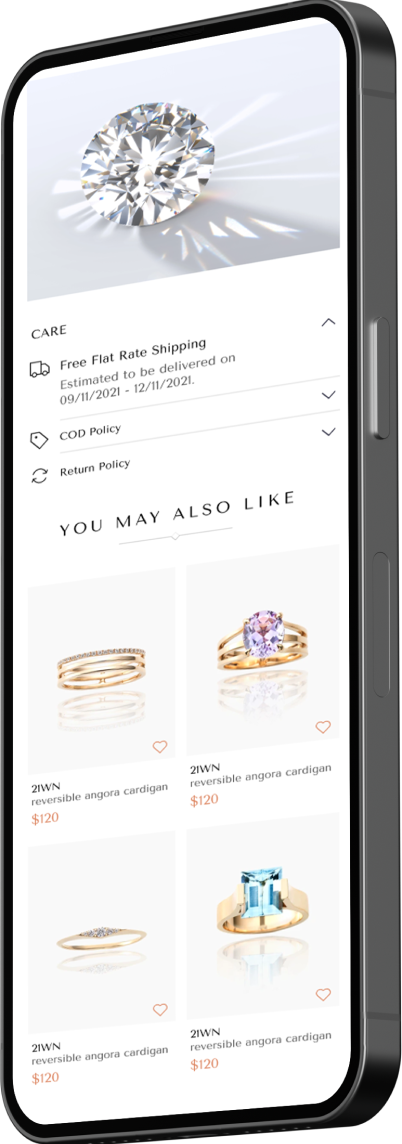 CARE
Free Flat Rate Shipping
Estimated to be delivered on
09/11/2021 - 12/11/2021.
COD Policy
Return Policy
YOU MAY ALSO LIKE
21WN
reversible angora cardigan
$120
21WN
reversible angora cardigan
$120
21WN
reversible angora cardigan
$120
21WN
reversible angora cardigan
$120